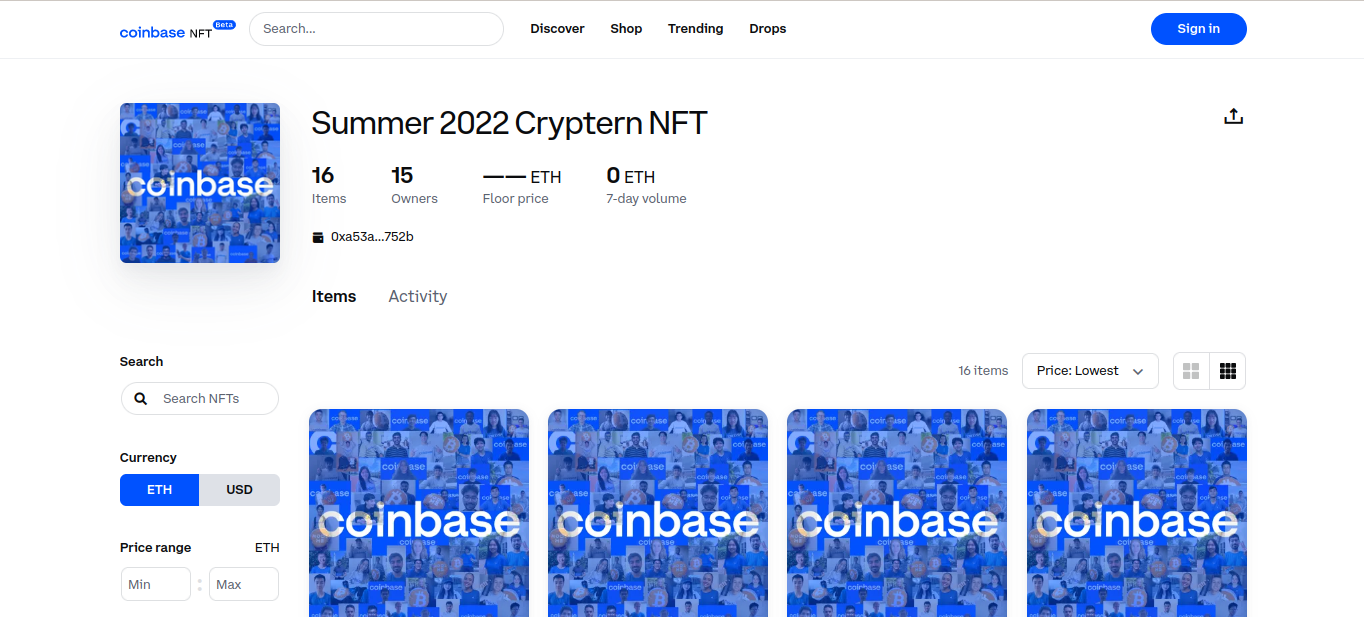 coinbase NFT Beta
Search...
Discover
Shop
Trending
Drops
Sign in
coinbase
Summer 2022 Cryptern NFT
16
Items
15
Owners
—— ETH
Floor price
0 ETH
7-day volume
0xa53a...752b
Items
Activity
Search
Search NFTs
Currency
ETH
USD
Price range
ETH
Min
:
Max
16 items
Price: Lowest
coinbase
coinbase
coinbase
coinbase